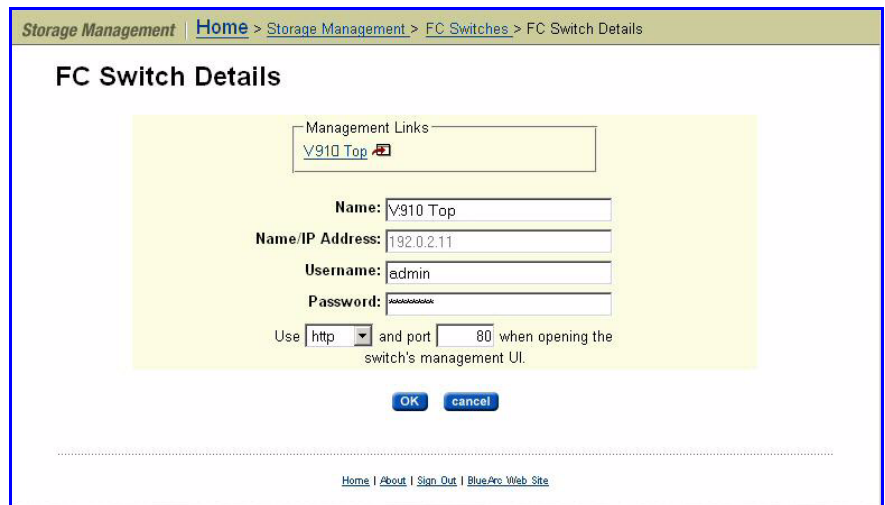 Storage Management | Home > Storage Management > FC Switches > FC Switch Details
FC Switch Details
Management Links
V910 Top
Name: V910 Top
Name/IP Address: 192.0.2.11
Username: admin
Password: ********
Use http and port 80 when opening the
switch's management UI.
OK cancel
Home | About | Sign Out | BlueArc Web Site